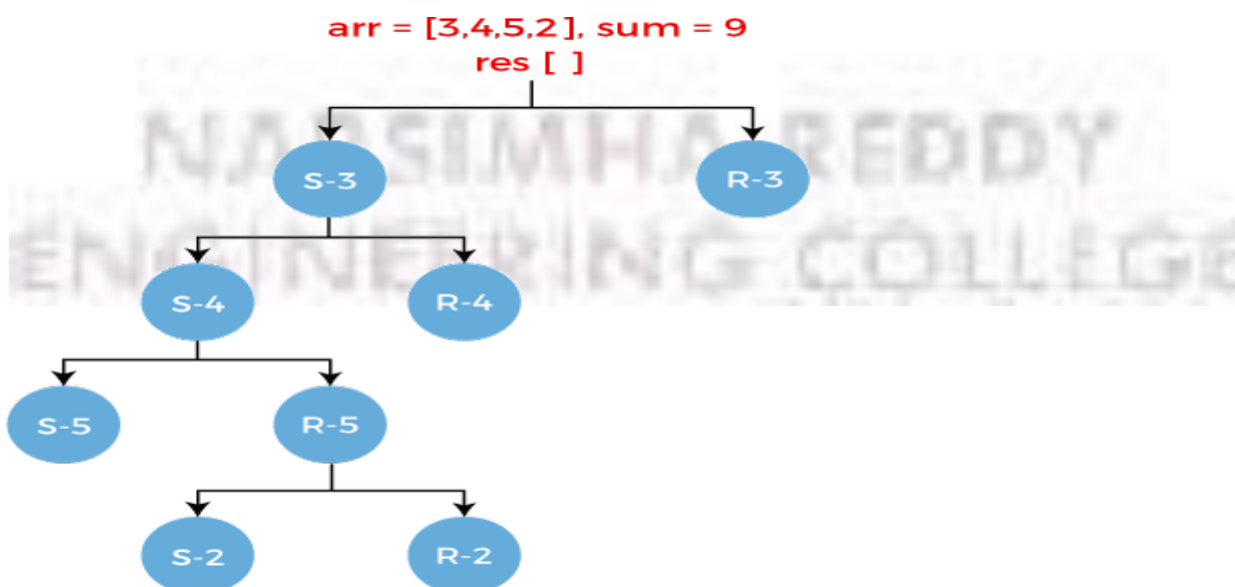 arr = [3,4,5,2], sum = 9
res [ ]
NARSIMHA REDDY
S-3
R-3
ENGINEERING COLLEGE
S-4
R-4
S-5
R-5
S-2
R-2